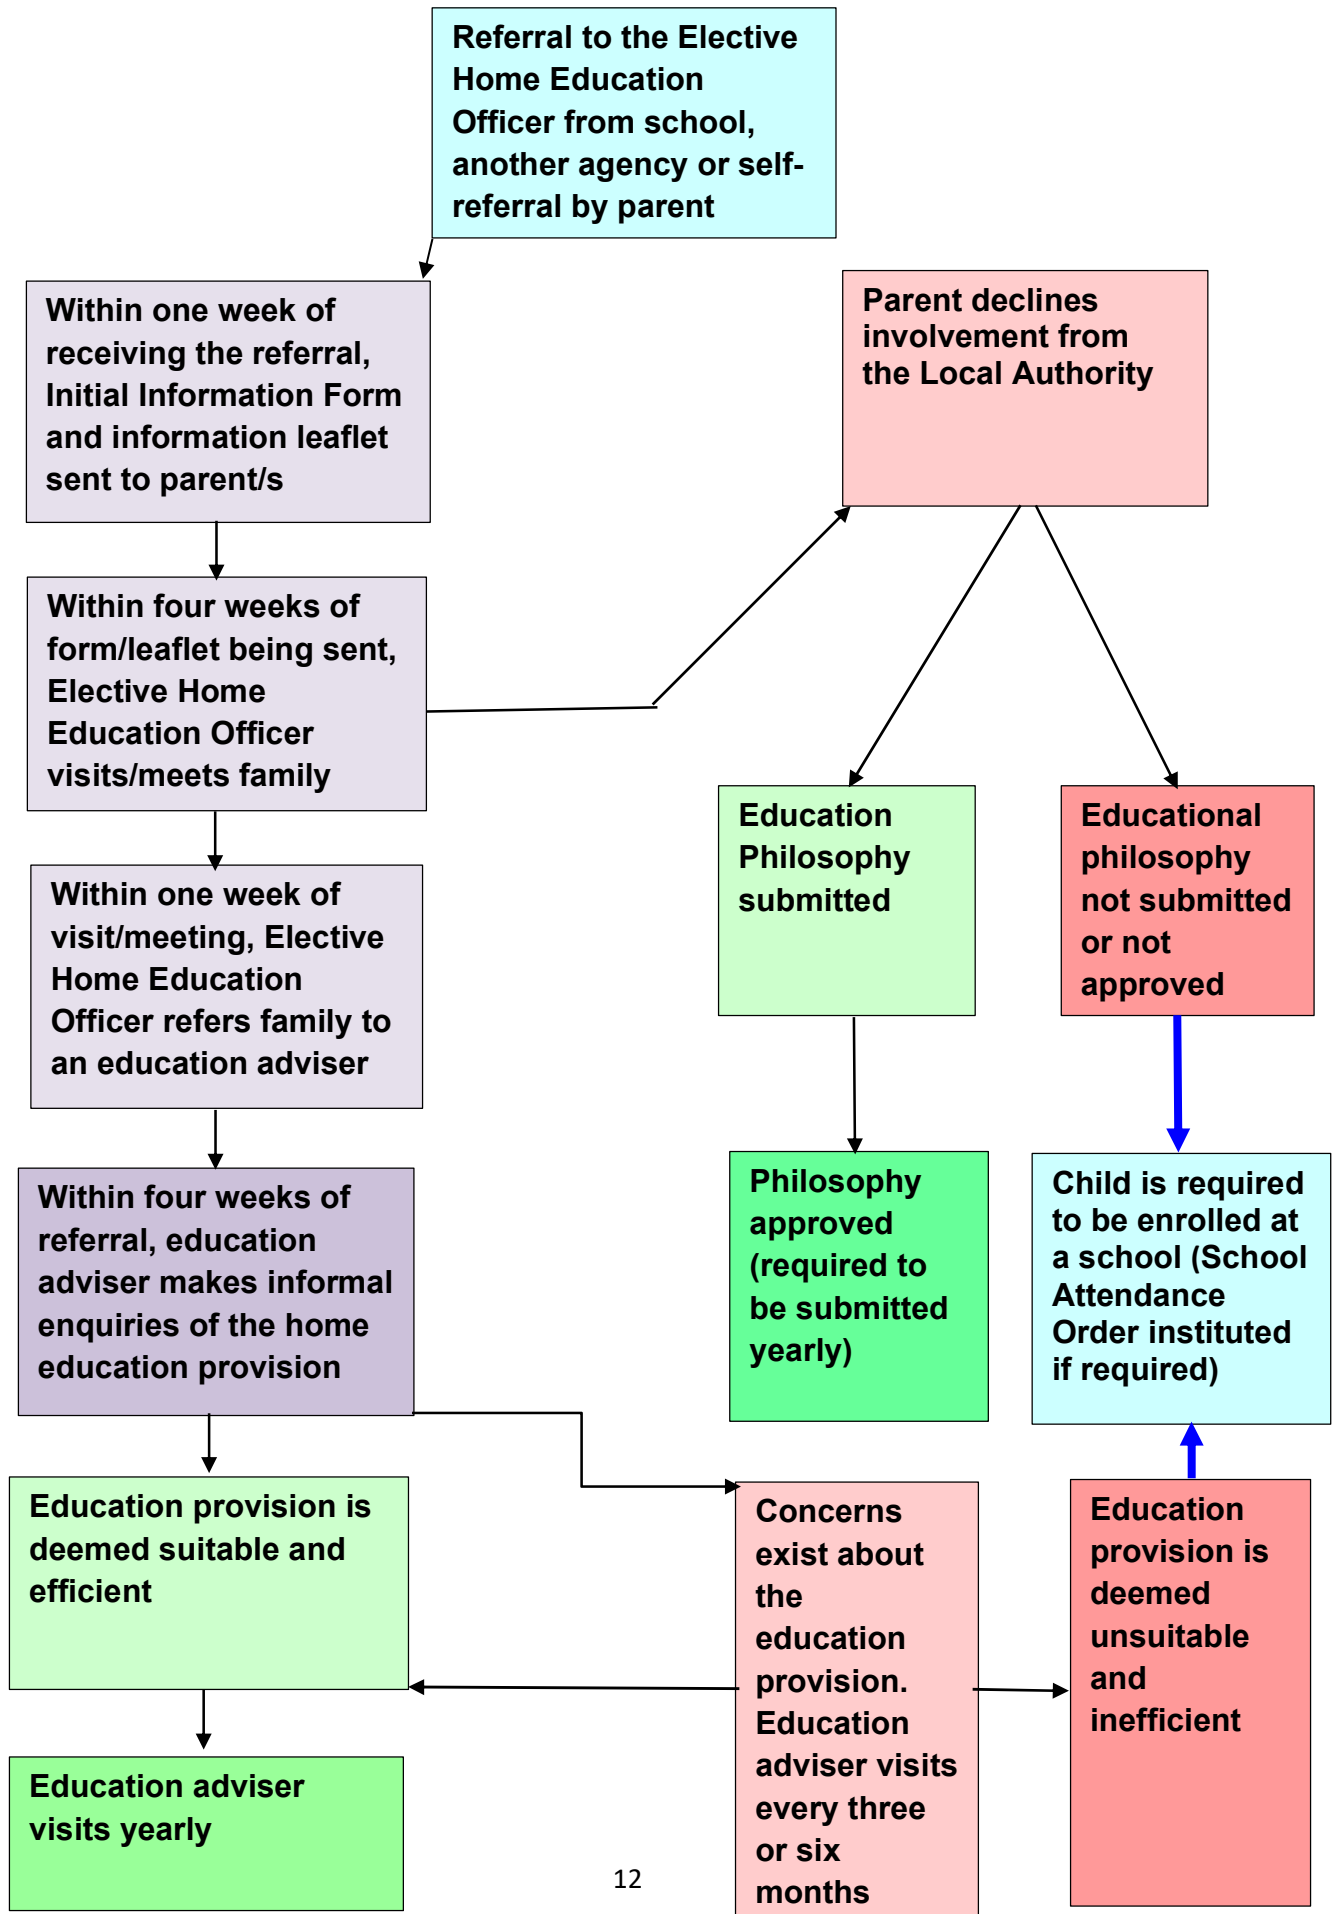 Referral to the Elective
Home Education
Officer from school,
another agency or self-
referral by parent
Within one week of
receiving the referral,
Initial Information Form
and information leaflet
sent to parent/s
Parent declines
involvement from
the Local Authority
Within four weeks of
form/leaflet being sent,
Elective Home
Education Officer
visits/meets family
Education
Philosophy
submitted
Educational
philosophy
not submitted
or not
approved
Within one week of
visit/meeting, Elective
Home Education
Officer refers family to
an education adviser
Within four weeks of
referral, education
adviser makes informal
enquiries of the home
education provision
Philosophy
approved
(required to
be submitted
yearly)
Child is required
to be enrolled at
a school (School
Attendance
Order instituted
if required)
Education provision is
deemed suitable and
efficient
Concerns
exist about
the
education
provision.
Education
adviser visits
every three
or six
months
Education
provision is
deemed
unsuitable
and
inefficient
Education adviser
visits yearly
12